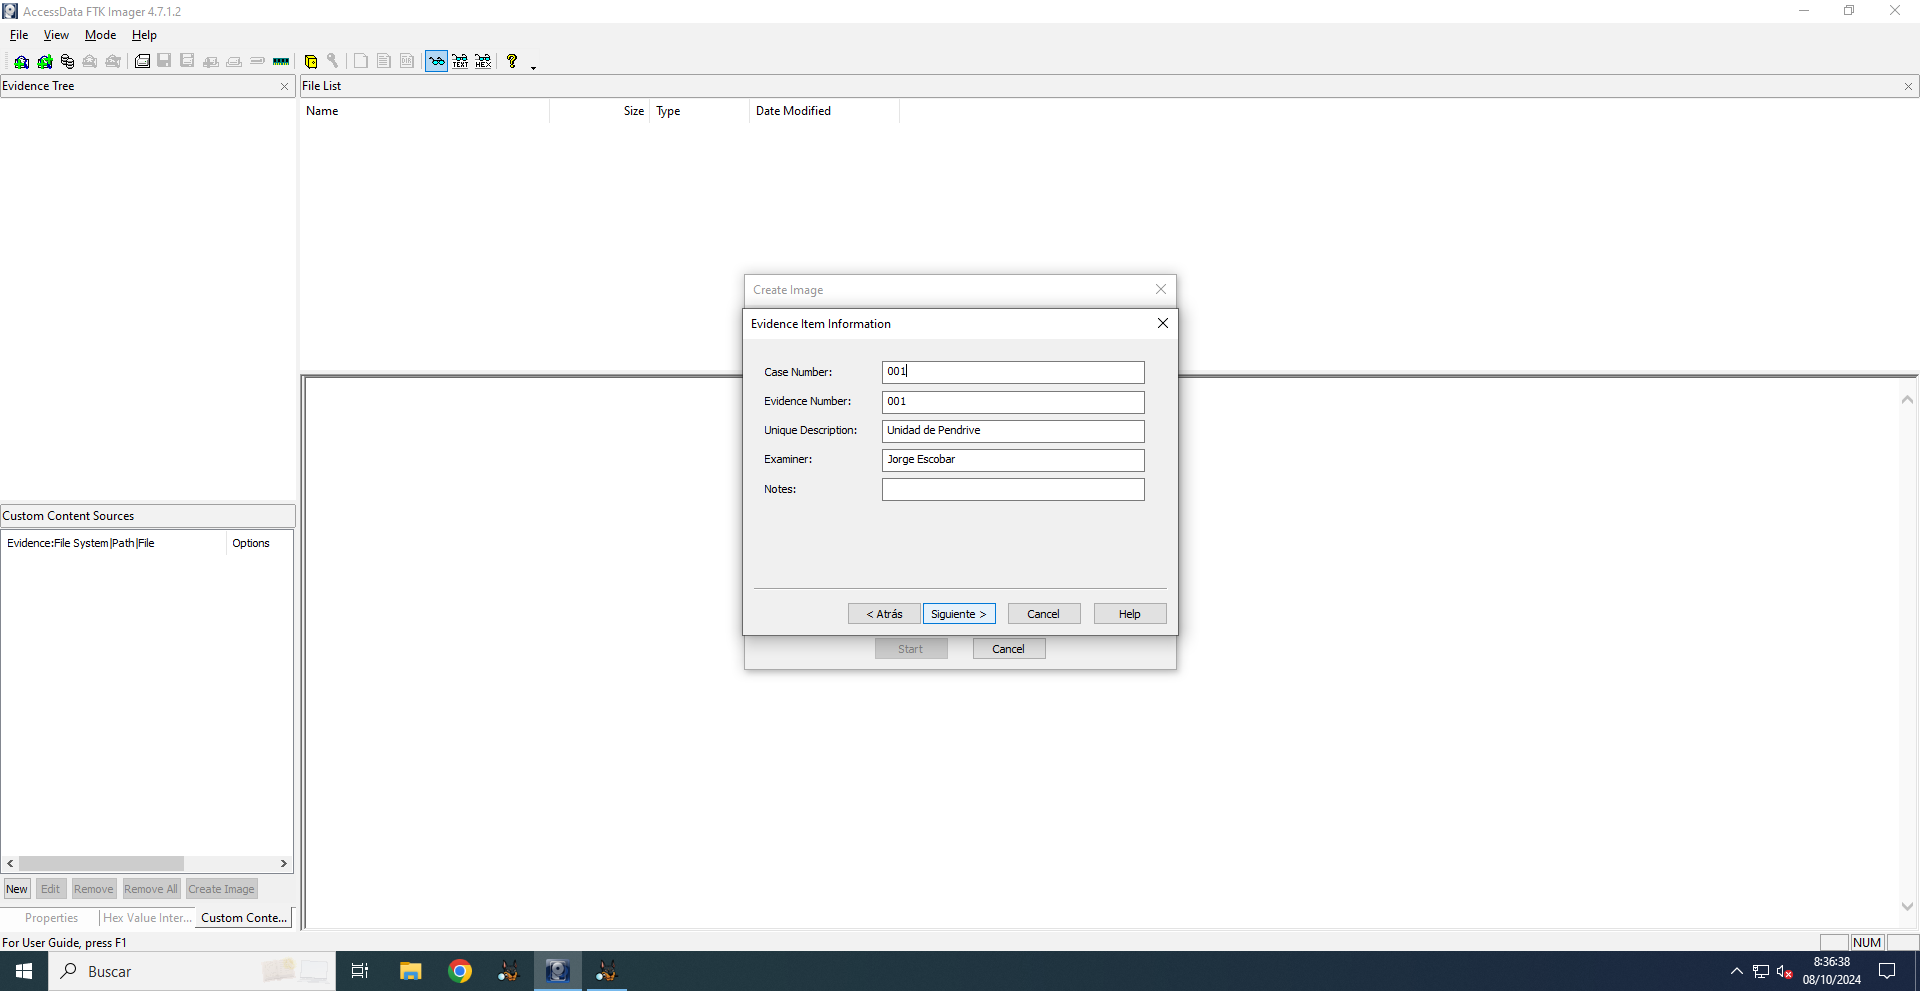 AccessData FTK Imager 4.7.1.2
File View Mode Help
TEXT HEX
Evidence Tree
File List
Name Size Type Date Modified
Create Image
Evidence Item Information
Case Number: 001
Evidence Number: 001
Unique Description: Unidad de Pendrive
Examiner: Jorge Escobar
Notes:
< Atrás Siguiente > Cancel Help
Start Cancel
Custom Content Sources
Evidence:File System|Path|File Options
New Edit Remove Remove All Create Image
Properties Hex Value Inter... Custom Conte...
For User Guide, press F1
NUM
Buscar
8:36:38
08/10/2024